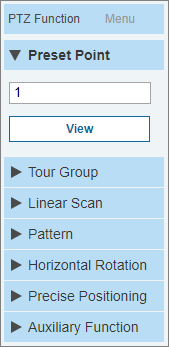 PTZ Function Menu
Preset Point
1
View
Tour Group
Linear Scan
Pattern
Horizontal Rotation
Precise Positioning
Auxiliary Function